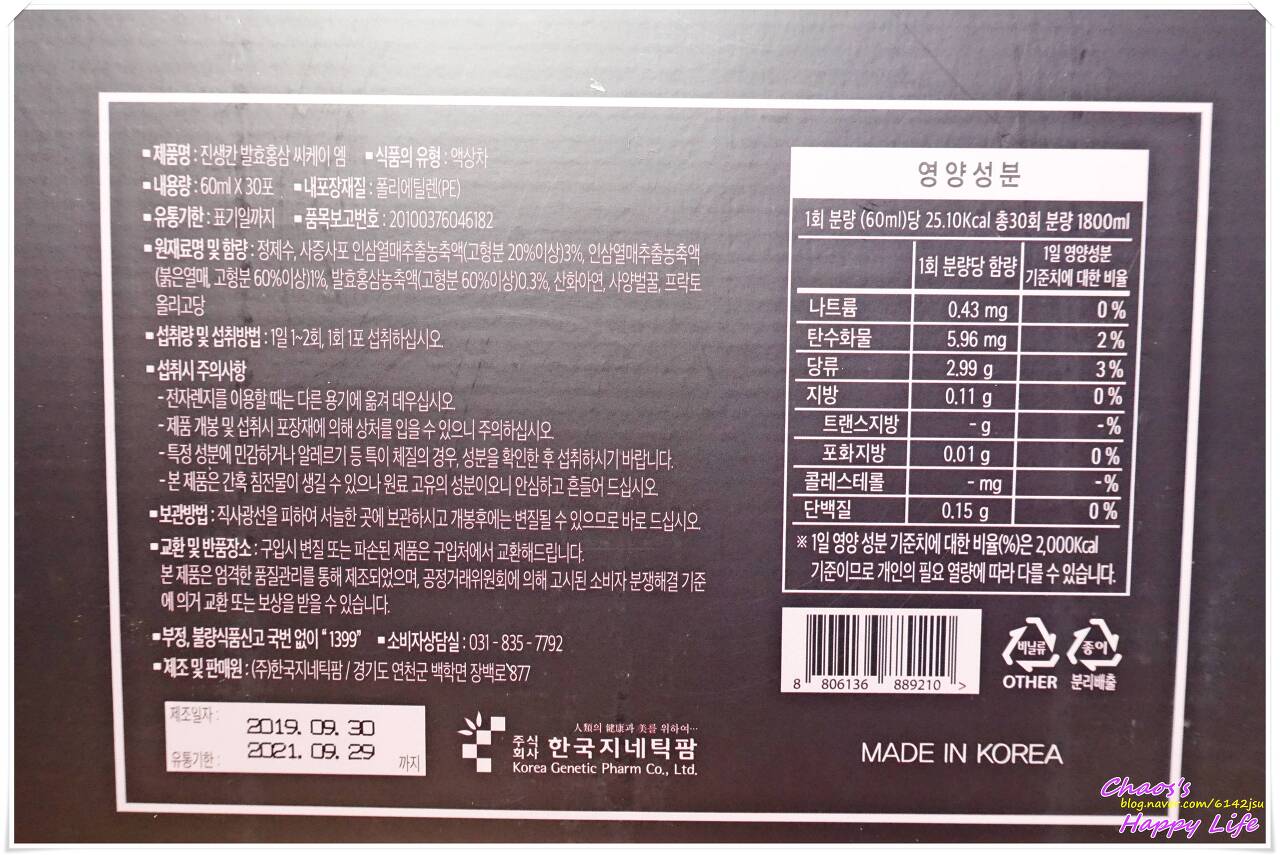 ■ 제품명 : 진생칸 발효홍삼 씨케이 엠 ■ 식품의 유형 : 액상차
■ 내용량 : 60ml X 30포 ■ 내포장재질 : 폴리에틸렌(PE)
■ 유통기한 : 표기일까지 ■ 품목보고번호 : 20100376046182
■ 원재료명 및 함량 : 정제수, 사증사포 인삼열매추출농축액(고형분 20%이상)3%, 인삼열매추출농축액
(붉은열매, 고형분 60%이상)1%, 발효홍삼농축액(고형분 60%이상)0.3%, 산화아연, 사양벌꿀, 프락토
올리고당
■ 섭취량 및 섭취방법 : 1일 1~2회, 1회 1포 섭취하십시오.
■ 섭취시 주의사항
- 전자렌지를 이용할 때는 다른 용기에 옮겨 데우십시오.
- 제품 개봉 및 섭취시 포장재에 의해 상처를 입을 수 있으니 주의하십시오.
- 특정 성분에 민감하거나 알레르기 등 특이 체질의 경우, 성분을 확인한 후 섭취하시기 바랍니다.
- 본 제품은 간혹 침전물이 생길 수 있으나 원료 고유의 성분이오니 안심하고 흔들어 드십시오.
■ 보관방법 : 직사광선을 피하여 서늘한 곳에 보관하시고 개봉후에는 변질될 수 있으므로 바로 드십시오.
■ 교환 및 반품장소 : 구입시 변질 또는 파손된 제품은 구입처에서 교환해드립니다.
본 제품은 엄격한 품질관리를 통해 제조되었으며, 공정거래위원회에 의해 고시된 소비자 분쟁해결 기준
에 의거 교환 또는 보상을 받을 수 있습니다.
■ 부정, 불량식품신고 국번 없이 “ 1399” ■ 소비자상담실 : 031 - 835 - 7792
■ 제조 및 판매원 : (주)한국지네틱팜 / 경기도 연천군 백학면 장백로 877
제조일자 : 2019. 09. 30
유통기한 : 2021. 09. 29 까지
人類의 健康과 美를 위하여…
주식회사 한국지네틱팜
Korea Genetic Pharm Co., Ltd.
영양성분
1회 분량 (60ml)당 25.10Kcal 총30회 분량 1800ml
1회 분량당 함량 1일 영양성분
기준치에 대한 비율
나트륨 0.43 mg 0 %
탄수화물 5.96 mg 2 %
당류 2.99 g 3 %
지방 0.11 g 0 %
트랜스지방 - g - %
포화지방 0.01 g 0 %
콜레스테롤 - mg - %
단백질 0.15 g 0 %
※ 1일 영양 성분 기준치에 대한 비율(%)은 2,000Kcal
기준이므로 개인의 필요 열량에 따라 다를 수 있습니다.
8 806136 889210 >
비닐류 종이
OTHER 분리배출
MADE IN KOREA
Chaos's
blog.naver.com/6142jsu
Happy Life